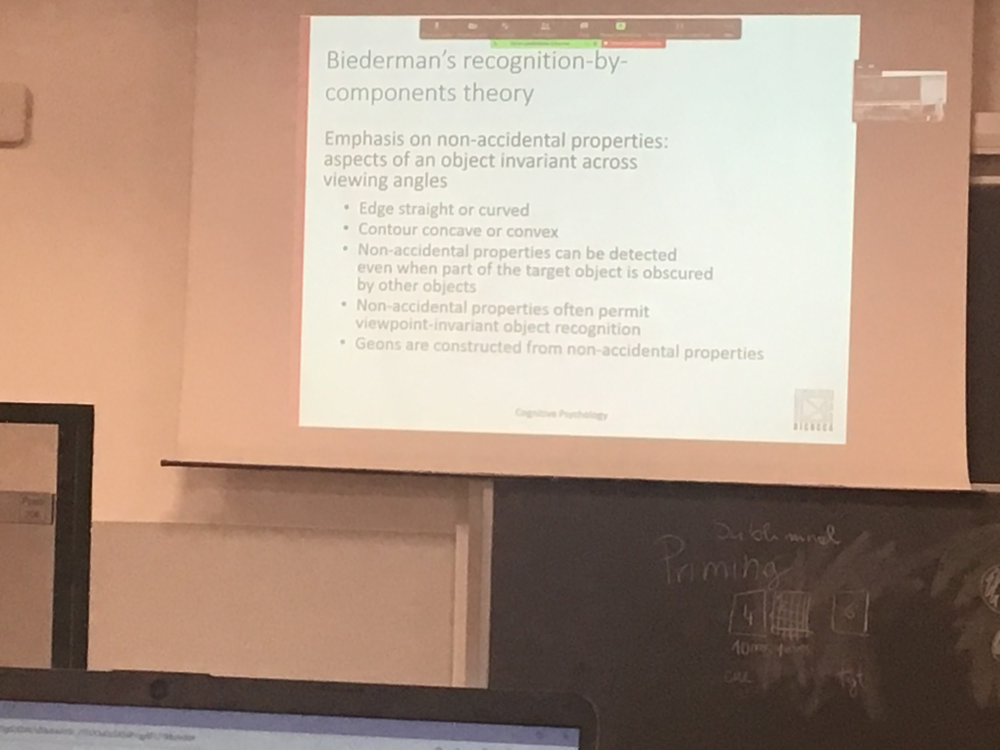 Biederman's recognition-by-
components theory
Emphasis on non-accidental properties:
aspects of an object invariant across
viewing angles
• Edge straight or curved
• Contour concave or convex
• Non-accidental properties can be detected
even when part of the target object is obscured
by other objects
• Non-accidental properties often permit
viewpoint-invariant object recognition
• Geons are constructed from non-accidental properties
Cognitive Psychology
BICOCCA
Subliminal
Priming
4
6
10ms
cue
tgt